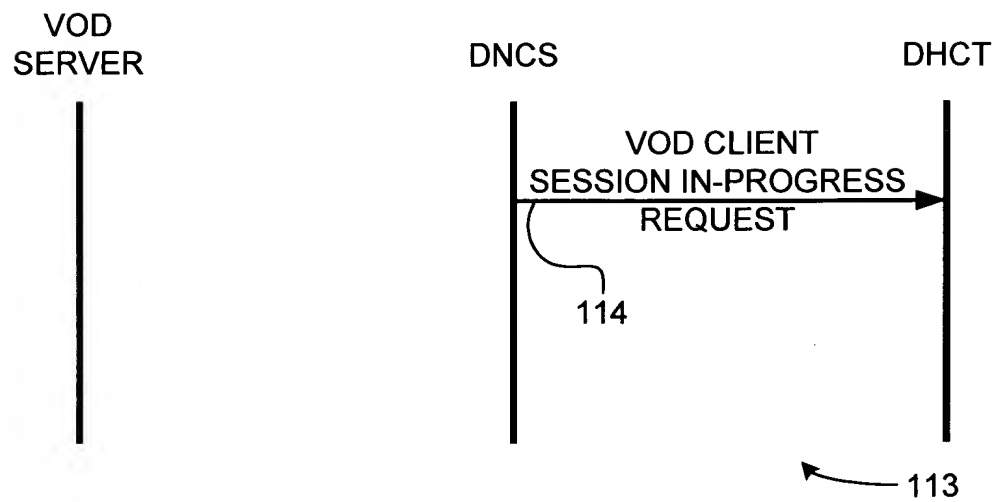 VOD
SERVER
DNCS
DHCT
VOD CLIENT
SESSION IN-PROGRESS
REQUEST
114
113